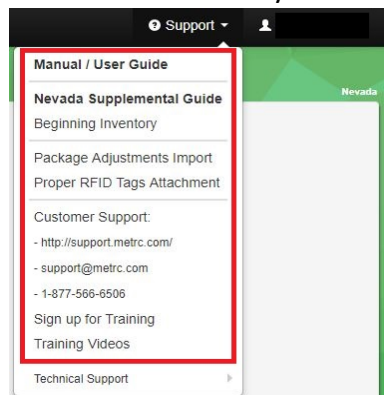 Support
Manual / User Guide
Nevada
Nevada Supplemental Guide
Beginning Inventory
Package Adjustments Import
Proper RFID Tags Attachment
Customer Support:
- http://support.metrc.com/
- support@metrc.com
- 1-877-566-6506
Sign up for Training
Training Videos
Technical Support